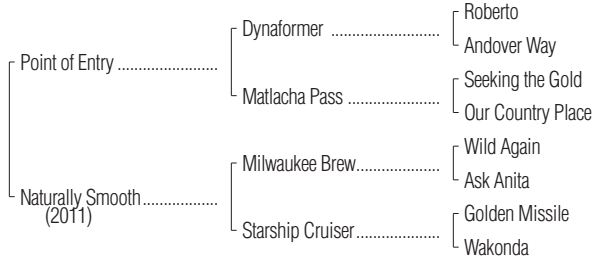 Roberto
Dynaformer ..........................
Andover Way
Point of Entry ........................
Seeking the Gold
Matlacha Pass ......................
Our Country Place
Wild Again
Milwaukee Brew....................
Ask Anita
Naturally Smooth..................
(2011)
Golden Missile
Starship Cruiser....................
Wakonda